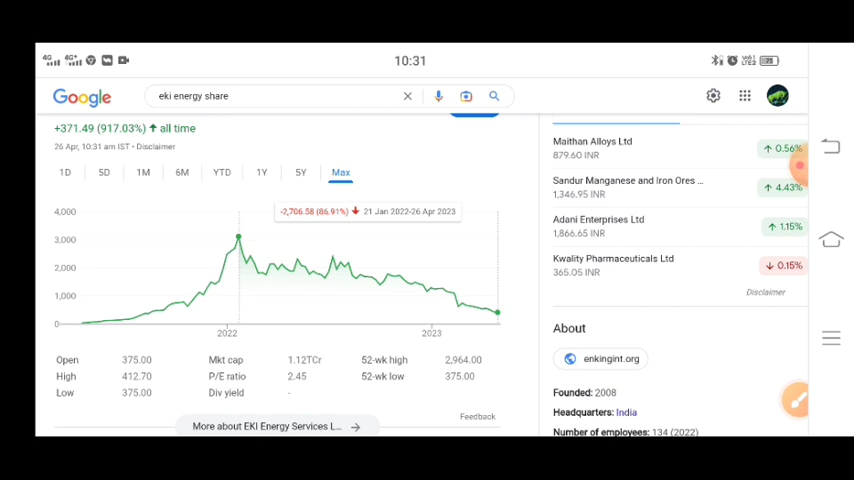 10:31
Google
eki energy share
+371.49 (917.03%) ↑ all time
26 Apr, 10:31 am IST • Disclaimer
1D 5D 1M 6M YTD 1Y 5Y Max
-2,706.58 (86.91%) ↓ 21 Jan 2022-26 Apr 2023
4,000
3,000
2,000
1,000
0
2022 2023
Open 375.00 Mkt cap 1.12TCr 52-wk high 2,964.00
High 412.70 P/E ratio 2.45 52-wk low 375.00
Low 375.00 Div yield -
Feedback
More about EKI Energy Services L... →
Maithan Alloys Ltd
879.60 INR ↑ 0.56%
Sandur Manganese and Iron Ores ...
1,346.95 INR ↑ 4.43%
Adani Enterprises Ltd
1,866.65 INR ↑ 1.15%
Kwality Pharmaceuticals Ltd
365.05 INR ↓ 0.15%
Disclaimer
About
enkingint.org
Founded: 2008
Headquarters: India
Number of employees: 134 (2022)